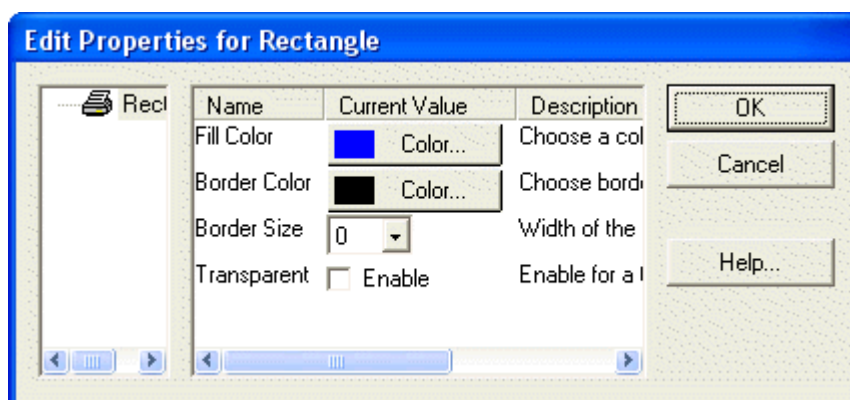 Edit Properties for Rectangle
Rect
Name Current Value Description
Fill Color Color... Choose a col
Border Color Color... Choose bord
Border Size 0 Width of the
Transparent Enable Enable for a
OK
Cancel
Help...